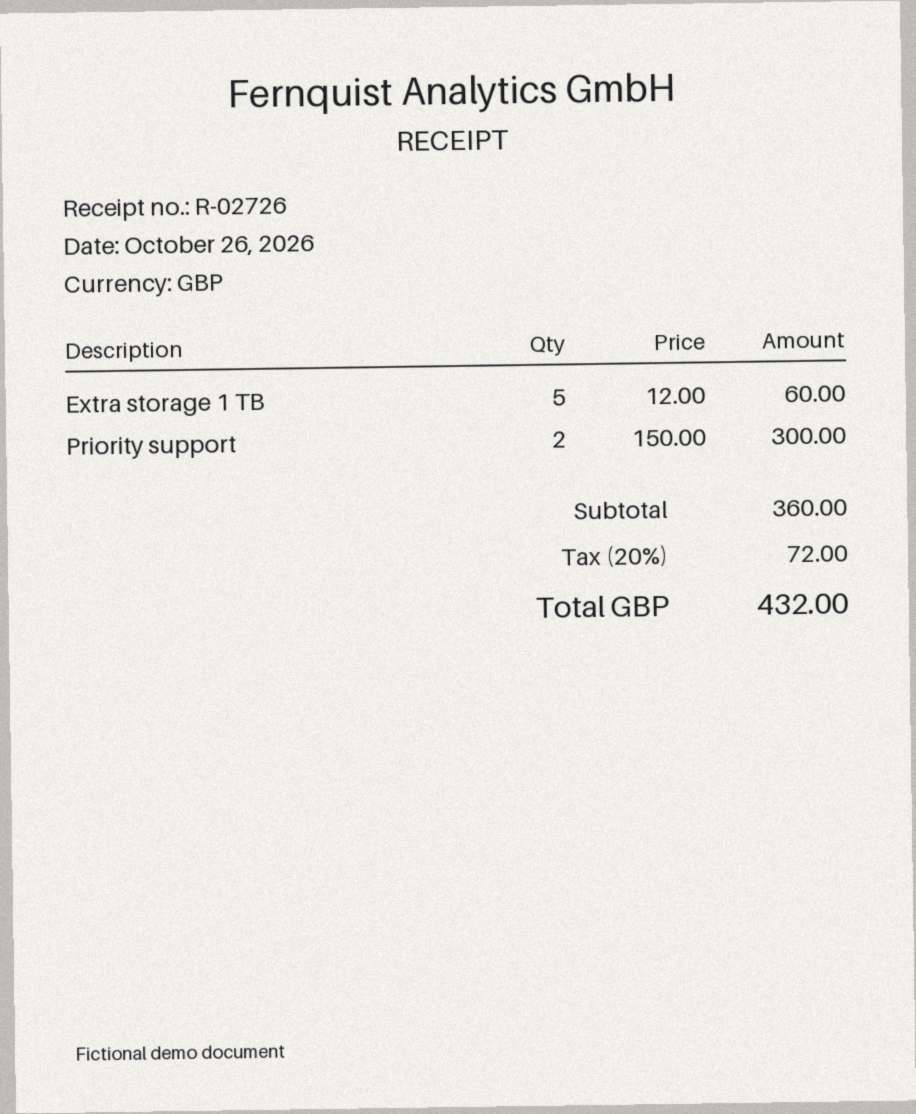 Fernquist Analytics GmbH
RECEIPT
Receipt no.: R-02726
Date: October 26, 2026
Currency: GBP
Description Qty Price Amount
Extra storage 1 TB 5 12.00 60.00
Priority support 2 150.00 300.00
Subtotal 360.00
Tax (20%) 72.00
Total GBP 432.00
Fictional demo document